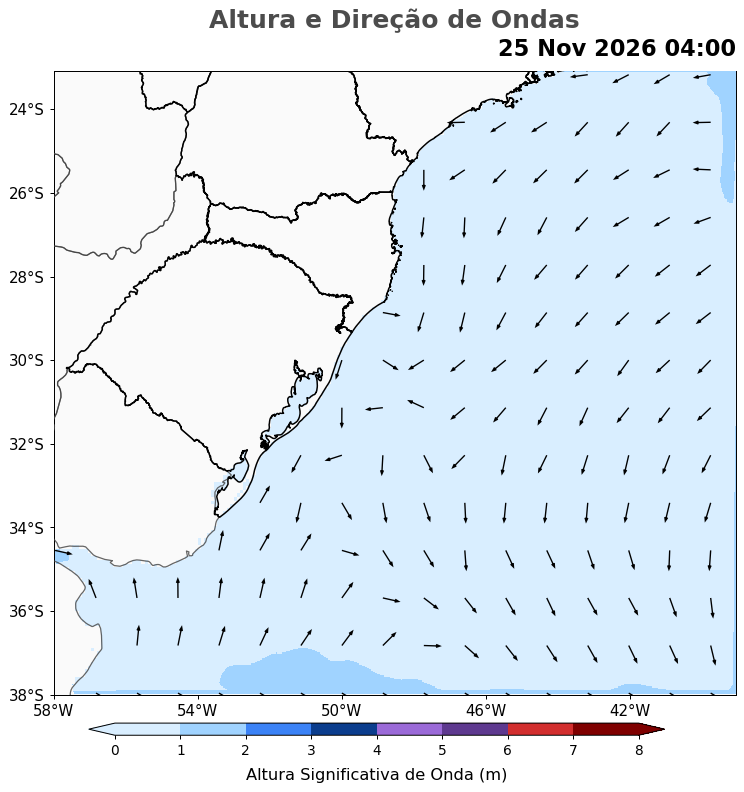 Altura e Direção de Ondas
25 Nov 2026 04:00
24°S
26°S
28°S
30°S
32°S
34°S
36°S
38°S
58°W 54°W 50°W 46°W 42°W
0 1 2 3 4 5 6 7 8
Altura Significativa de Onda (m)